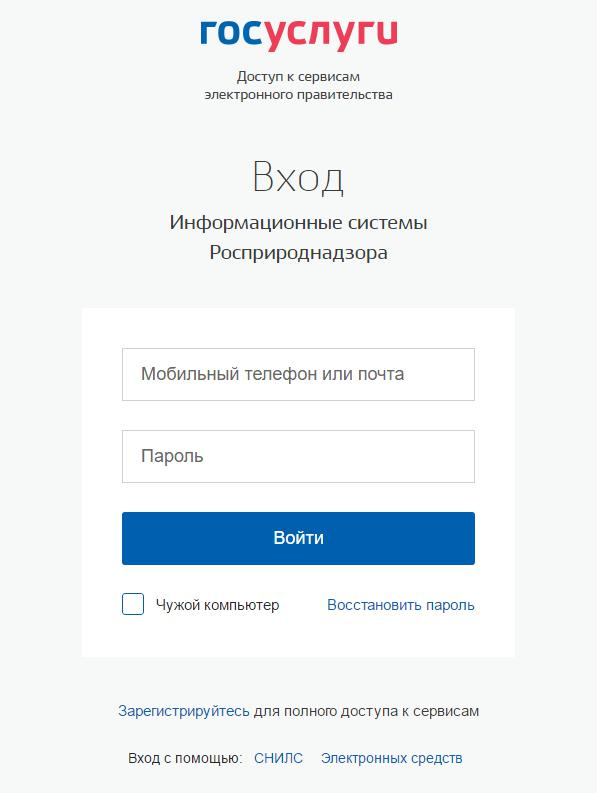 госуслуги
Доступ к сервисам
электронного правительства
Вход
Информационные системы
Росприроднадзора
Мобильный телефон или почта
Пароль
Войти
Чужой компьютер Восстановить пароль
Зарегистрируйтесь для полного доступа к сервисам
Вход с помощью: СНИЛС Электронных средств